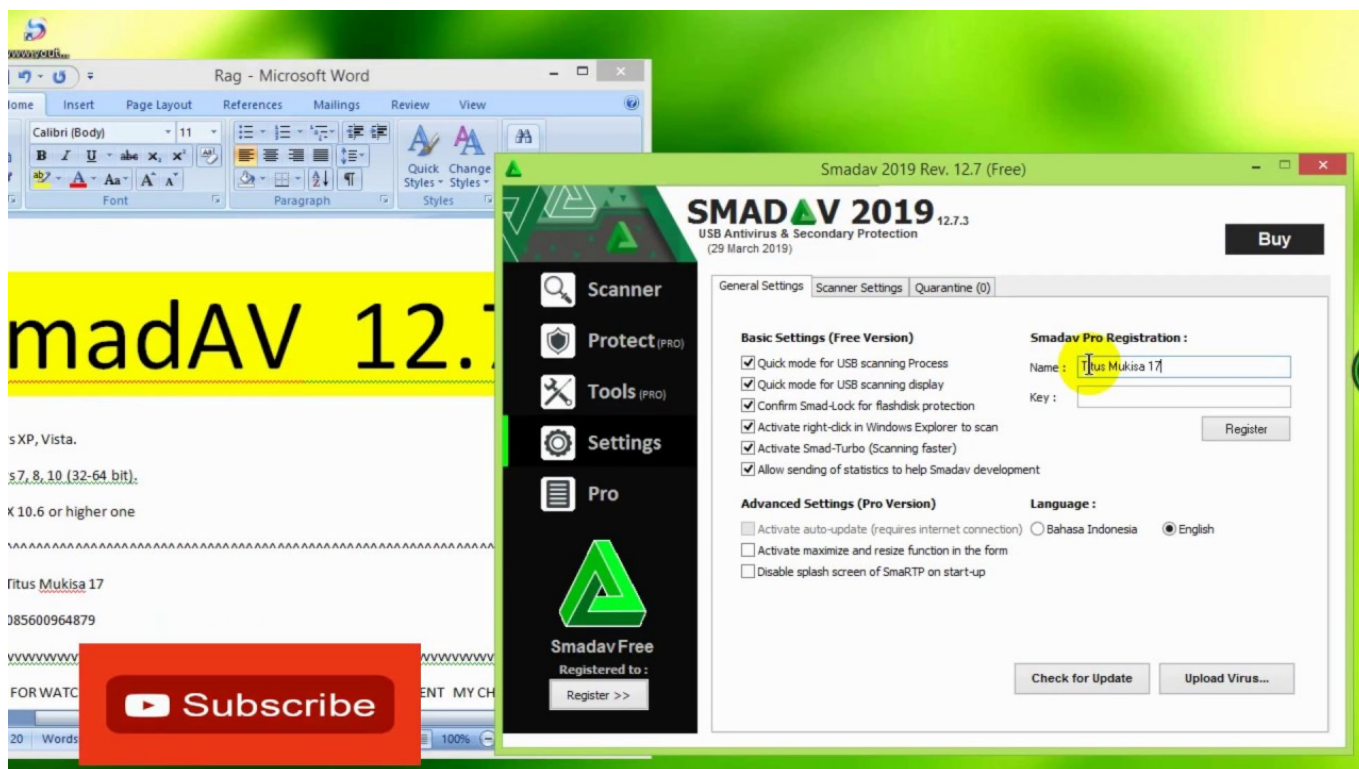 Rag - Microsoft Word
Insert Page Layout References Mailings Review View
Calibri (Body) 11
B I U abe x, x²
Aa A A
Quick Styles
Change Styles
Font Paragraph Styles
madAV 12.
XP, Vista.
7, 8, 10 (32-64 bit).
10.6 or higher one
Titus Mukisa 17
085600964879
FOR WATC
ENT MY CH
20 Words
100%
Subscribe
Smadav 2019 Rev. 12.7 (Free)
SMADAV 2019 12.7.3
USB Antivirus & Secondary Protection
(29 March 2019)
Buy
Scanner
Protect (PRO)
Tools (PRO)
Settings
Pro
Smadav Free
Registered to :
Register >>
General Settings Scanner Settings Quarantine (0)
Basic Settings (Free Version)
Quick mode for USB scanning Process
Quick mode for USB scanning display
Confirm Smad-Lock for flashdisk protection
Activate right-click in Windows Explorer to scan
Activate Smad-Turbo (Scanning faster)
Allow sending of statistics to help Smadav development
Smadav Pro Registration :
Name : Titus Mukisa 17
Key :
Register
Advanced Settings (Pro Version)
Activate auto-update (requires internet connection)
Activate maximize and resize function in the form
Disable splash screen of SmaRTP on start-up
Language :
Bahasa Indonesia English
Check for Update Upload Virus...